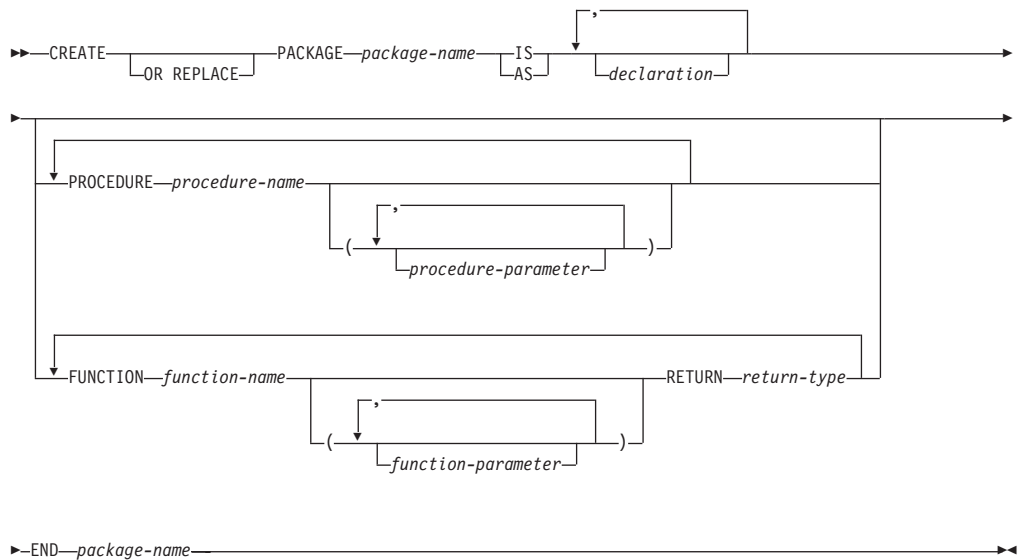 ,
CREATE PACKAGE package-name IS
OR REPLACE AS declaration
PROCEDURE procedure-name
,
( )
procedure-parameter
FUNCTION function-name RETURN return-type
,
( )
function-parameter
END package-name